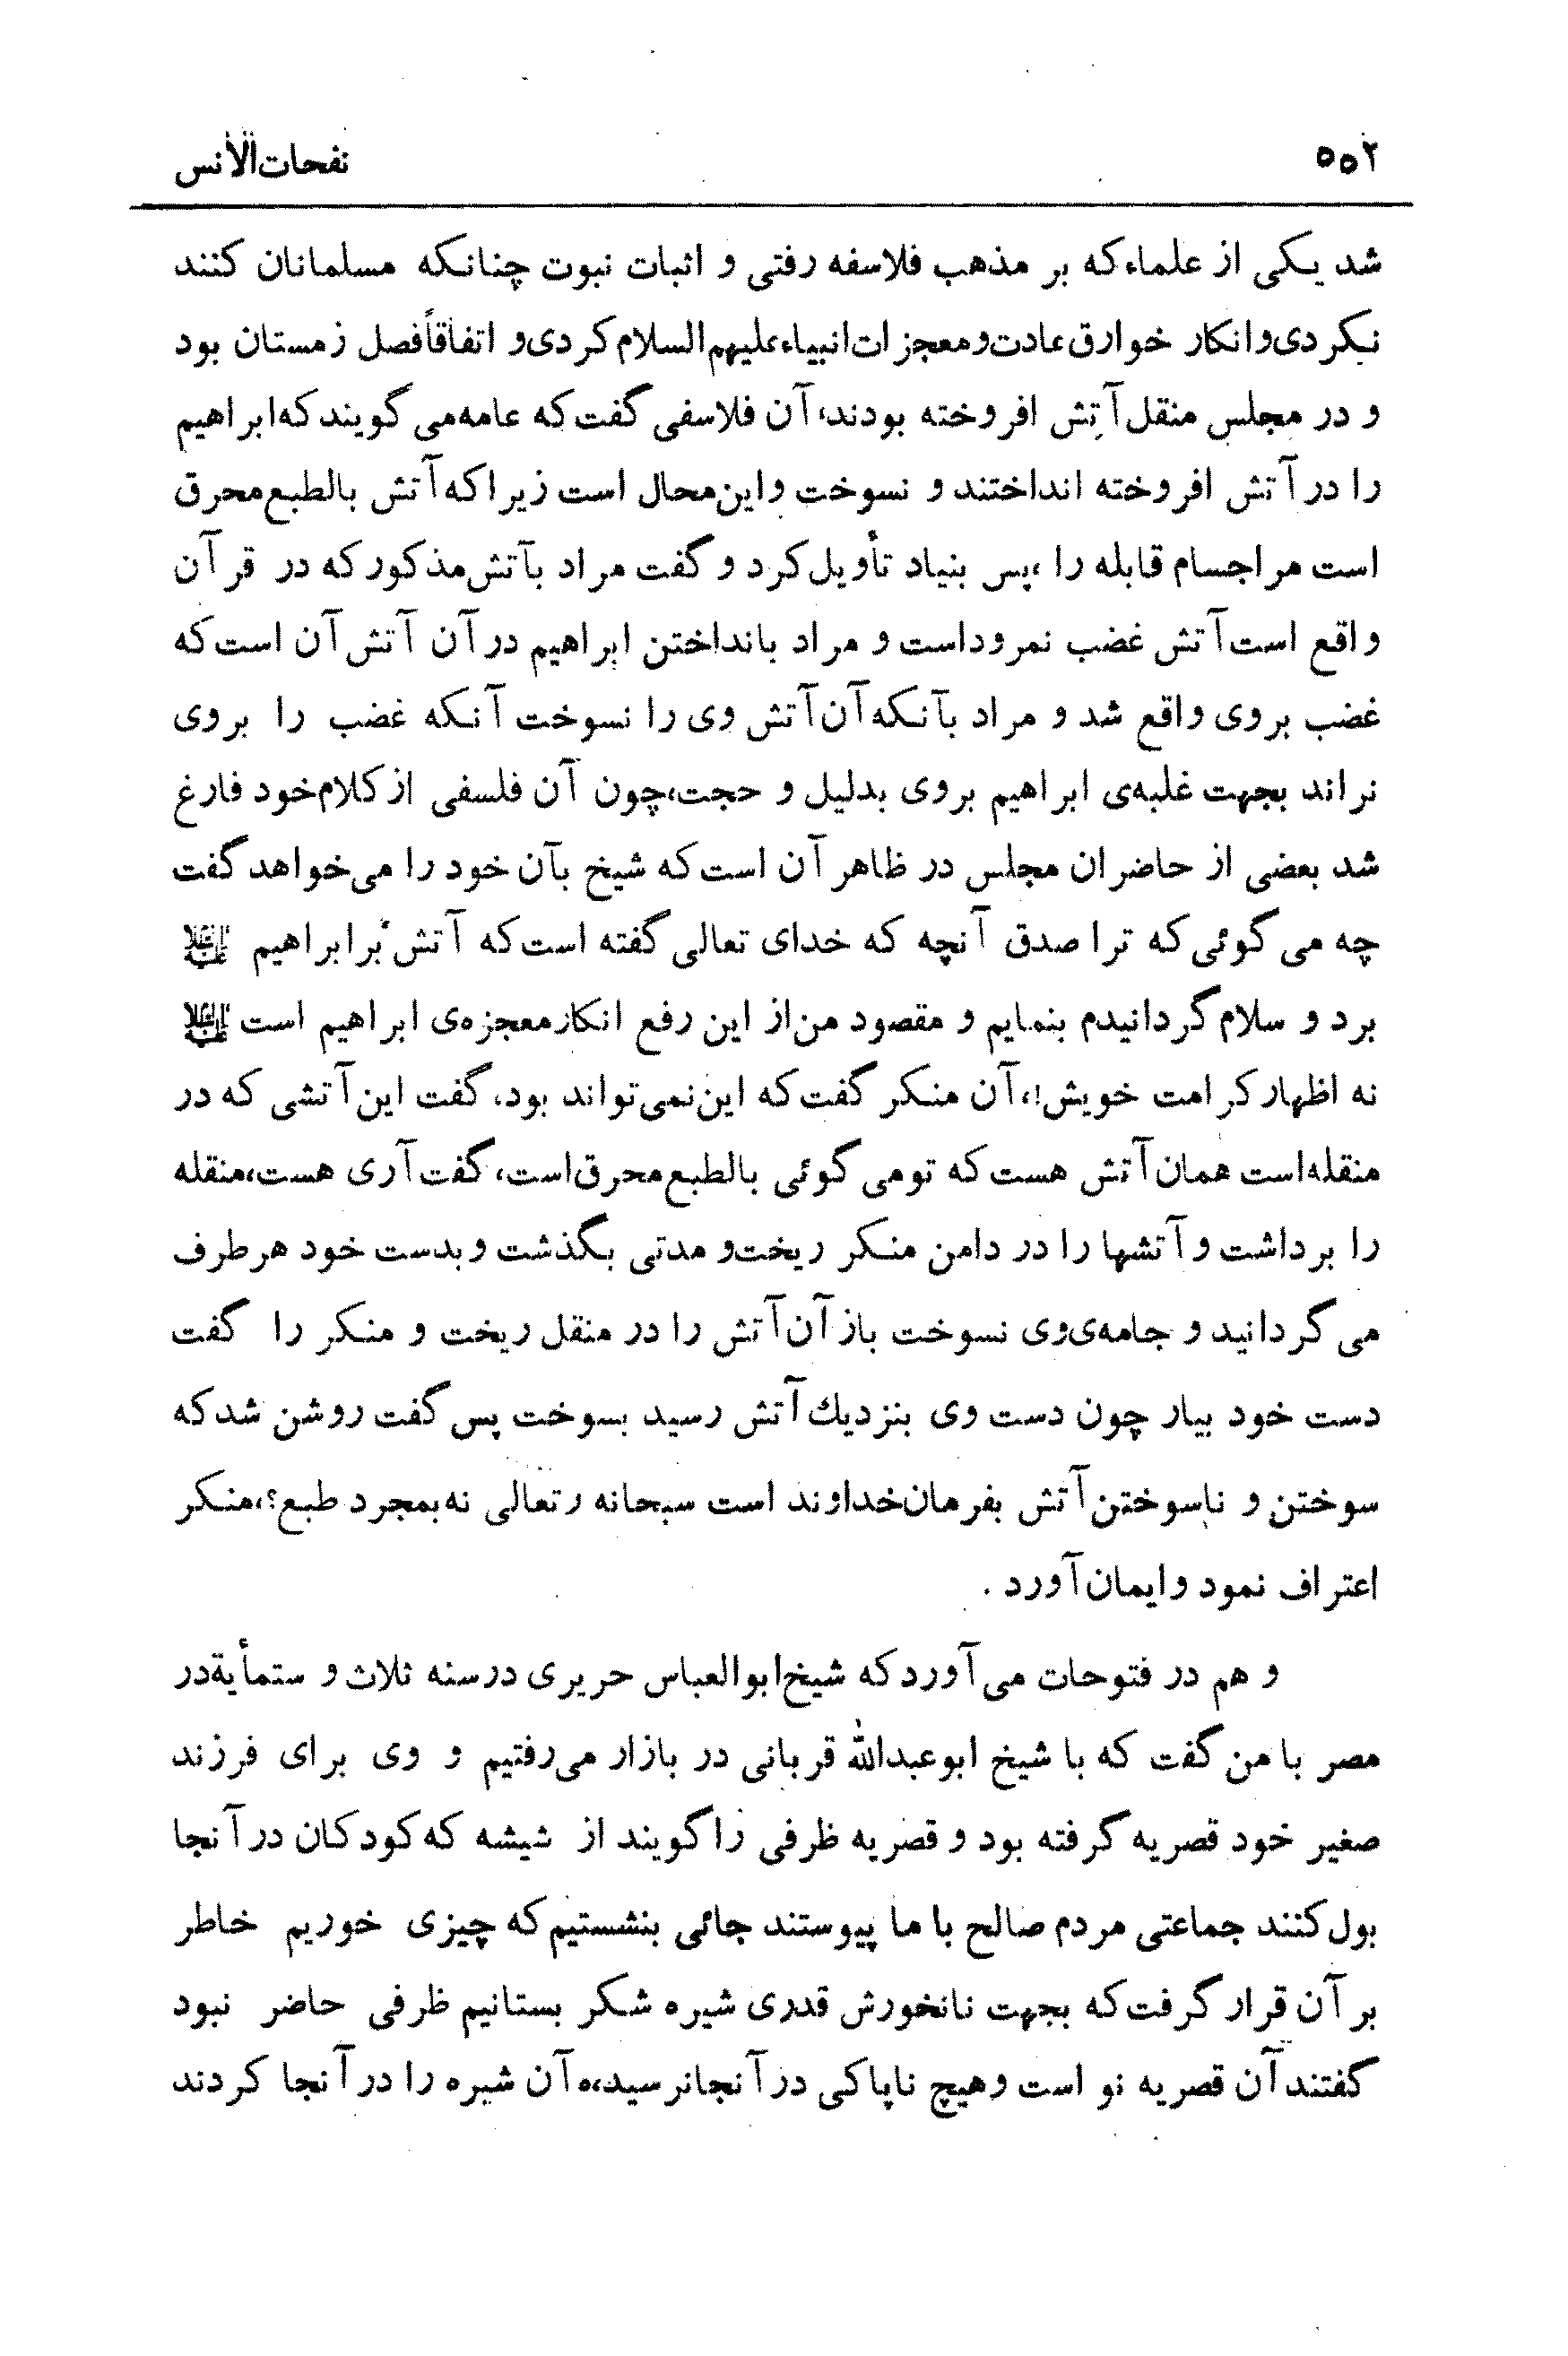 ۵۵۲
نفحات‌الأنس
شد یکی از علماء که بر مذهب فلاسفه رفتی و اثبات نبوت چنانکه مسلمانان کنند
نکردی وانکار خوارق عادت ومعجزات انبیاء علیهم السلام کردی و اتفاقاً فصل زمستان بود
و در مجلس منقل آتش افروخته بودند، آن فلاسفی گفت که عامه می گویند که ابراهیم
را در آتش افروخته انداختند و نسوخت واین محال است زیرا که آتش بالطبع محرق
است مر اجسام قابله را ،پس بنیاد تأویل کرد و گفت مراد بآتش مذکور که در قرآن
واقع است آتش غضب نمرود است و مراد بانداختن ابراهیم در آن آتش آن است که
غضب بروی واقع شد و مراد بآنکه آن آتش وی را نسوخت آنکه غضب را بروی
نراند بجهت غلبه‌ی ابراهیم بروی بدلیل و حجت،چون آن فلسفی از کلام خود فارغ
شد بعضی از حاضران مجلس در ظاهر آن است که شیخ بآن خود را می‌خواهد گفت
چه می گوئی که ترا صدق آنچه که خدای تعالی گفته است که آتش بر ابراهیم علیه‌السلام
برد و سلام گردانیدم بنمایم و مقصود من از این رفع انکار معجزه‌ی ابراهیم است علیه‌السلام
نه اظهار کرامت خویش!، آن منکر گفت که این نمی تواند بود. گفت این آتشی که در
منقله است همان آتش هست که تو می گوئی بالطبع محرق است، گفت آری هست،منقله
را برداشت و آتشها را در دامن منکر ریخت و مدتی بگذشت و بدست خود هر طرف
می گردانید و جامه‌ی وی نسوخت باز آن آتش را در منقل ریخت و منکر را گفت
دست خود بیار چون دست وی بنزدیك آتش رسید بسوخت پس گفت روشن شد که
سوختن و ناسوختن آتش بفرمان خداوند است سبحانه و تعالی نه بمجرد طبع؟،منکر
اعتراف نمود و ایمان آورد .
و هم در فتوحات می آورد که شیخ ابوالعباس حریری در سنه ثلاث و ستمأیة در
مصر با من گفت که با شیخ ابوعبدالله قربانی در بازار می‌رفتیم و وی برای فرزند
صغیر خود قصریه گرفته بود و قصریه ظرفی را گویند از شیشه که کودکان در آنجا
بول کنند جماعتی مردم صالح با ما پیوستند جائی بنشستیم که چیزی خوریم خاطر
بر آن قرار گرفت که بجهت نانخورش قدری شیره شکر بستانیم ظرفی حاضر نبود
گفتند آن قصریه نو است وهیچ ناپاکی در آنجا نرسیده، آن شیره را در آنجا کردند